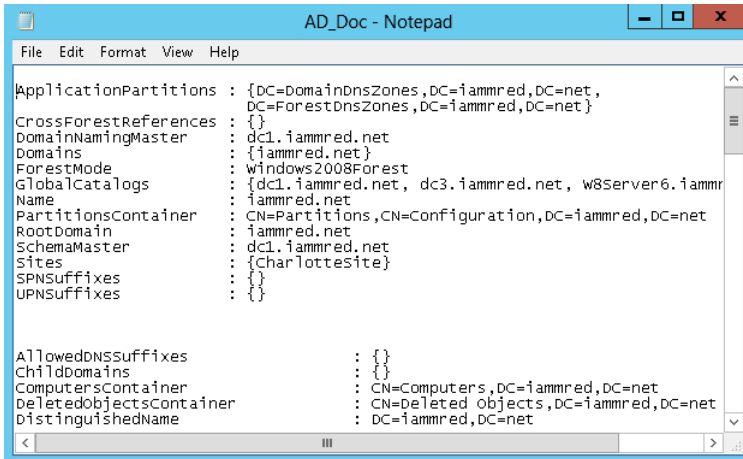 AD_Doc - Notepad
File Edit Format View Help
ApplicationPartitions : {DC=DomainDnsZones,DC=iammred,DC=net,
DC=ForestDnsZones,DC=iammred,DC=net}
CrossForestReferences : {}
DomainNamingMaster : dc1.iammred.net
Domains : {iammred.net}
ForestMode : Windows2008Forest
GlobalCatalogs : {dc1.iammred.net, dc3.iammred.net, W8Server6.iammr
Name : iammred.net
PartitionsContainer : CN=Partitions,CN=Configuration,DC=iammred,DC=net
RootDomain : iammred.net
SchemaMaster : dc1.iammred.net
Sites : {CharlotteSite}
SPNSuffixes : {}
UPNSuffixes : {}
AllowedDNSSuffixes : {}
ChildDomains : {}
ComputersContainer : CN=Computers,DC=iammred,DC=net
DeletedObjectsContainer : CN=Deleted Objects,DC=iammred,DC=net
DistinguishedName : DC=iammred,DC=net